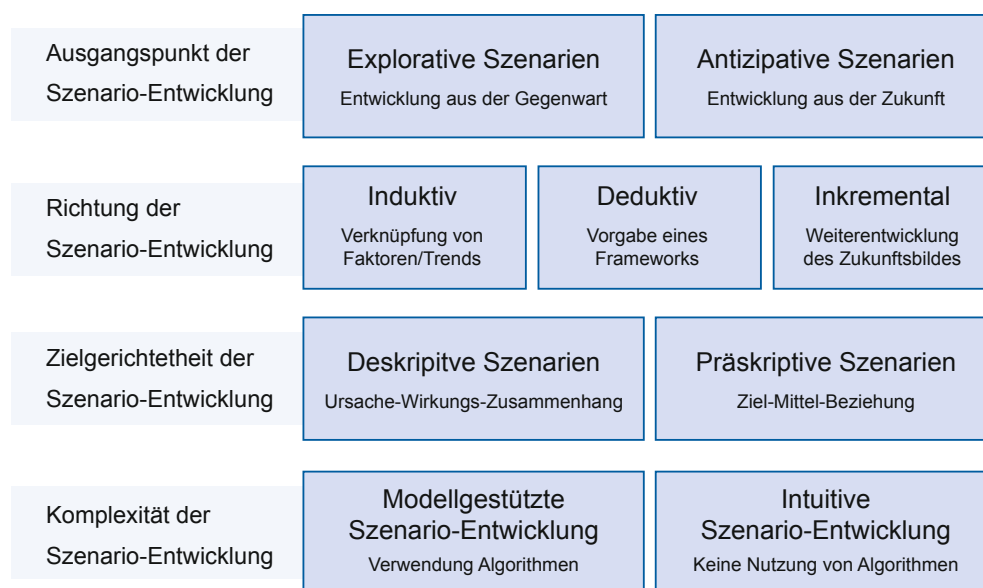 Ausgangspunkt der
Szenario-Entwicklung
Explorative Szenarien
Entwicklung aus der Gegenwart
Antizipative Szenarien
Entwicklung aus der Zukunft
Richtung der
Szenario-Entwicklung
Induktiv
Verknüpfung von
Faktoren/Trends
Deduktiv
Vorgabe eines
Frameworks
Inkremental
Weiterentwicklung
des Zukunftsbildes
Zielgerichtetheit der
Szenario-Entwicklung
Deskripitve Szenarien
Ursache-Wirkungs-Zusammenhang
Präskriptive Szenarien
Ziel-Mittel-Beziehung
Komplexität der
Szenario-Entwicklung
Modellgestützte
Szenario-Entwicklung
Verwendung Algorithmen
Intuitive
Szenario-Entwicklung
Keine Nutzung von Algorithmen